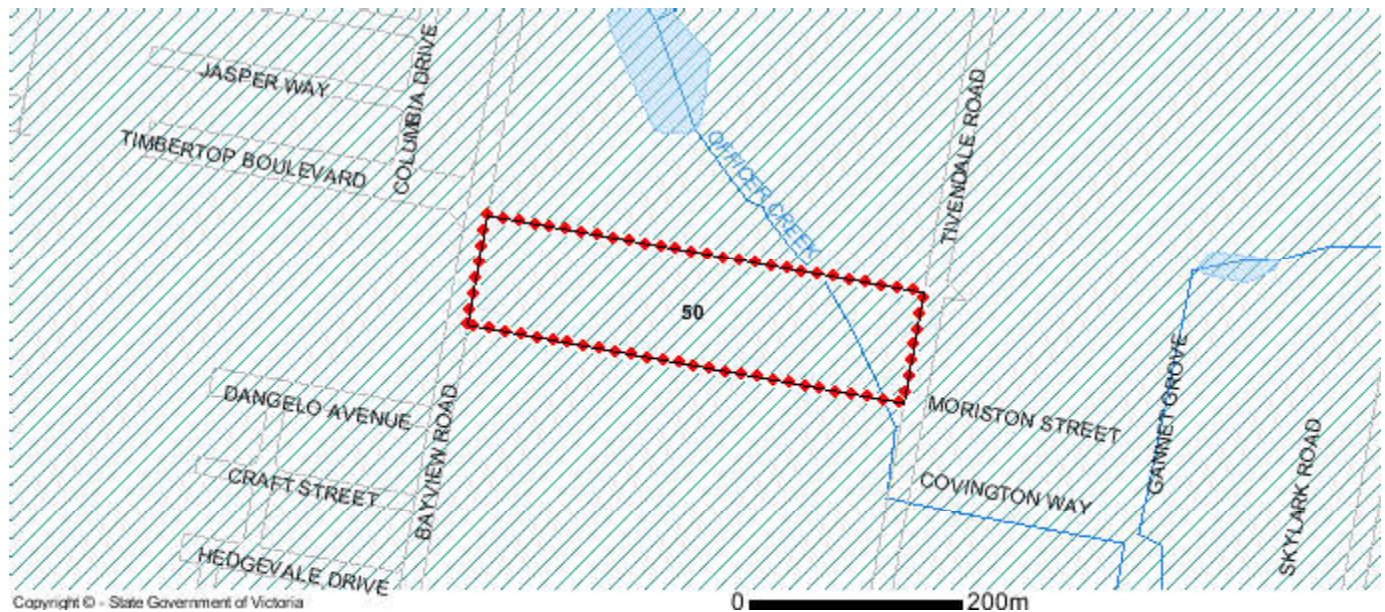 JASPER WAY
COLUMBIA DRIVE
TIMBERTOP BOULEVARD
OFFICER CREEK
TIVENDALE ROAD
50
DANGELO AVENUE
BAYVIEW ROAD
MORISTON STREET
GANNET GROVE
CRAFT STREET
COVINGTON WAY
SKYLARK ROAD
HEDGEVALE DRIVE
Copyright © - State Government of Victoria
0 200m